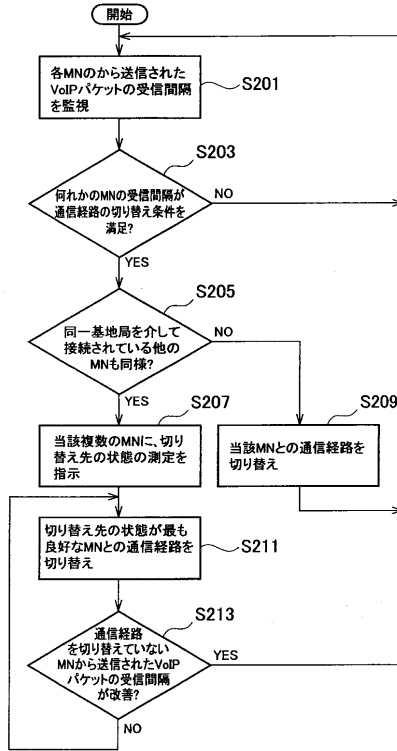 開始
各MNのから送信された
VoIPパケットの受信間隔
を監視
S201
S203
何れかのMNの受信間隔が
通信経路の切り替え条件を
満足?
NO
YES
S205
同一基地局を介して
接続されている他の
MNも同様?
NO
YES
S207
当該複数のMNに、切り
替え先の状態の測定を
指示
S209
当該MNとの通信経路を
切り替え
切り替え先の状態が最も
良好なMNとの通信経路を
切り替え
S211
S213
通信経路
を切り替えていない
MNから送信されたVoIP
パケットの受信間隔
が改善?
YES
NO